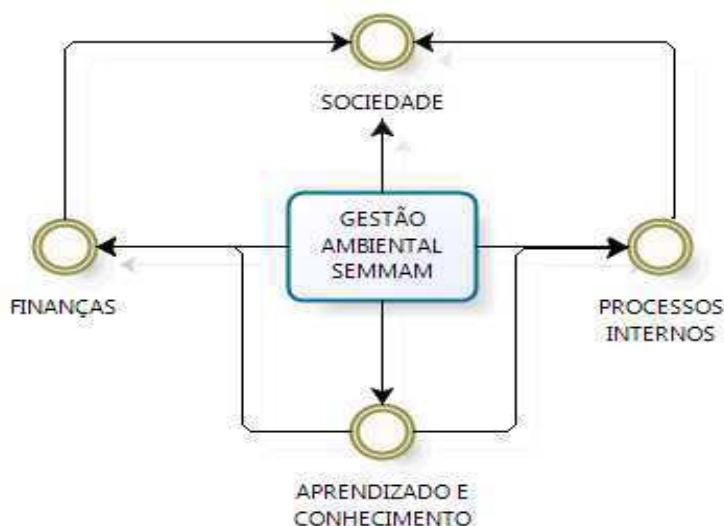 SOCIEDADE
GESTÃO
AMBIENTAL
SEMMAM
FINANÇAS
PROCESSOS
INTERNOS
APRENDIZADO E
CONHECIMENTO